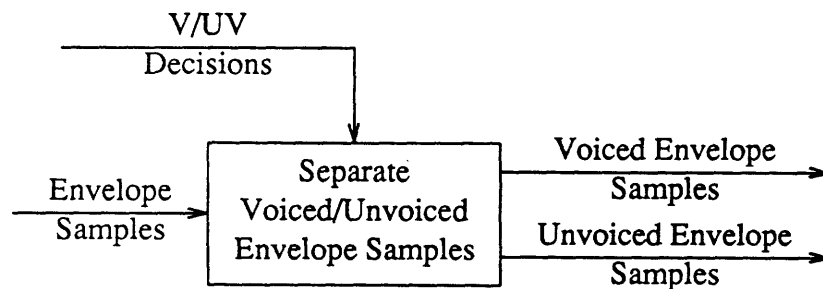 V/UV
Decisions
Envelope
Samples
Separate
Voiced/Unvoiced
Envelope Samples
Voiced Envelope
Samples
Unvoiced Envelope
Samples